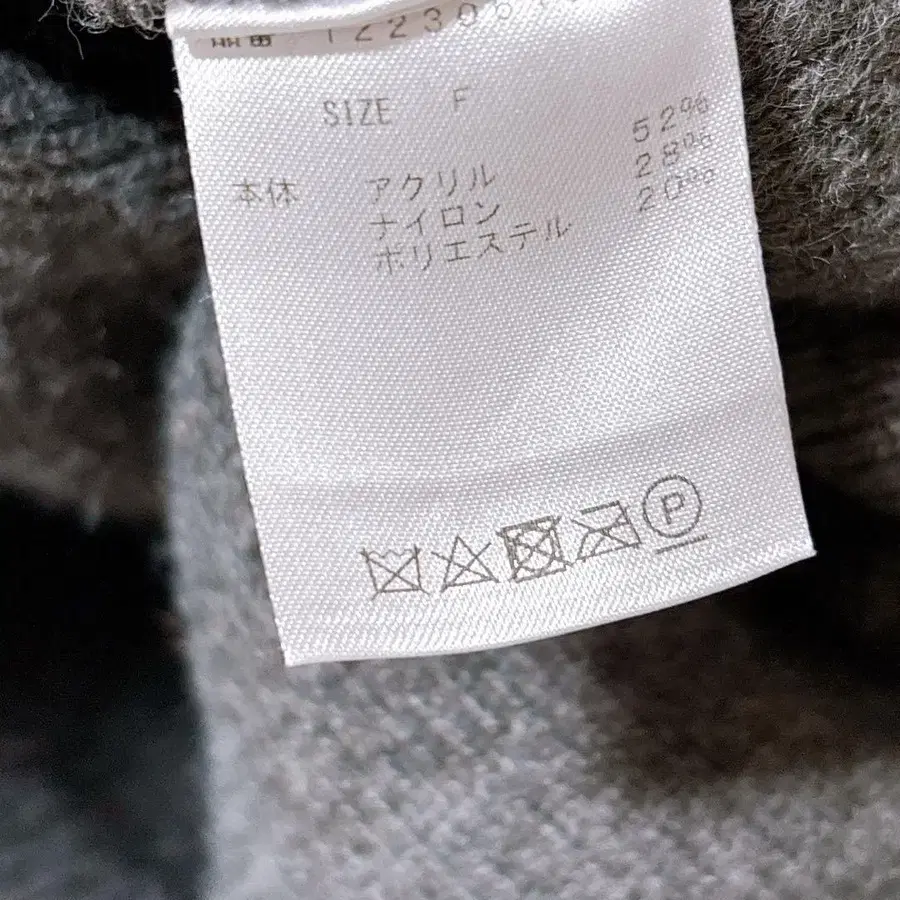 SIZE F
本体 アクリル 52%
ナイロン 28%
ポリエステル 20%
P